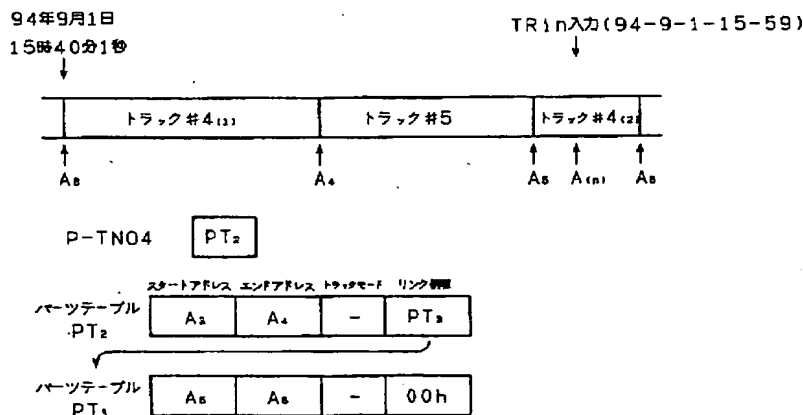 94年9月1日
15時40分1秒
TRin入力(94-9-1-15-59)
トラック#4(1) トラック#5 トラック#4(2)
A3 A4 A5 A(n) A6
P-TNO4 PT2
スタートアドレス エンドアドレス トラックモード リンク情報
パーツテーブル PT2 A3 A4 - PT3
パーツテーブル PT3 A5 A6 - 00h